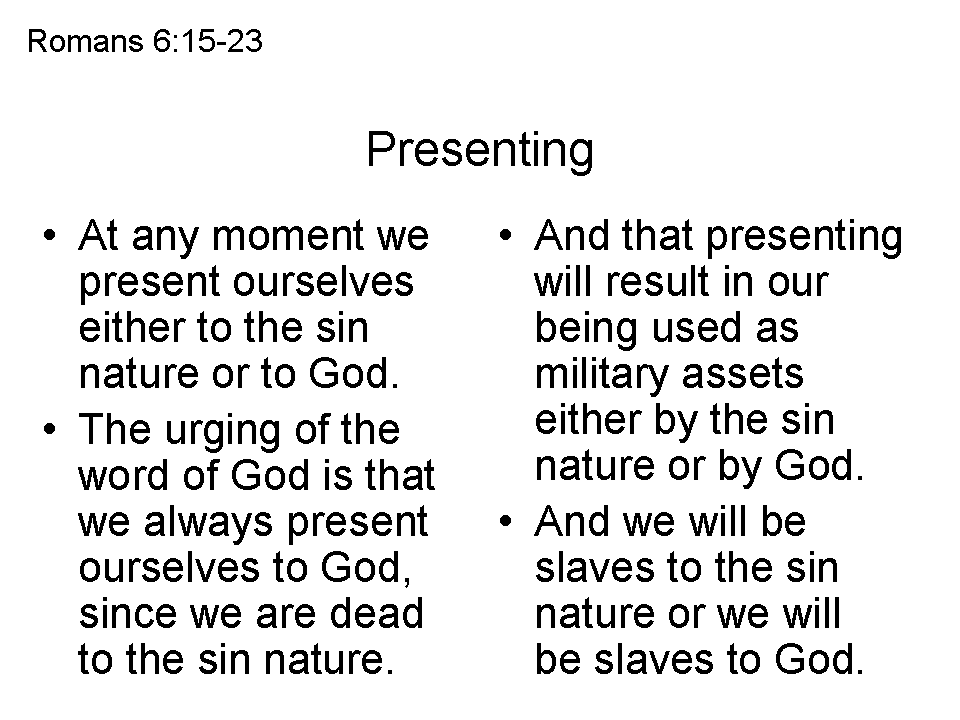 Romans 6:15-23
Presenting
• At any moment we
present ourselves
either to the sin
nature or to God.
• The urging of the
word of God is that
we always present
ourselves to God,
since we are dead
to the sin nature.
• And that presenting
will result in our
being used as
military assets
either by the sin
nature or by God.
• And we will be
slaves to the sin
nature or we will
be slaves to God.